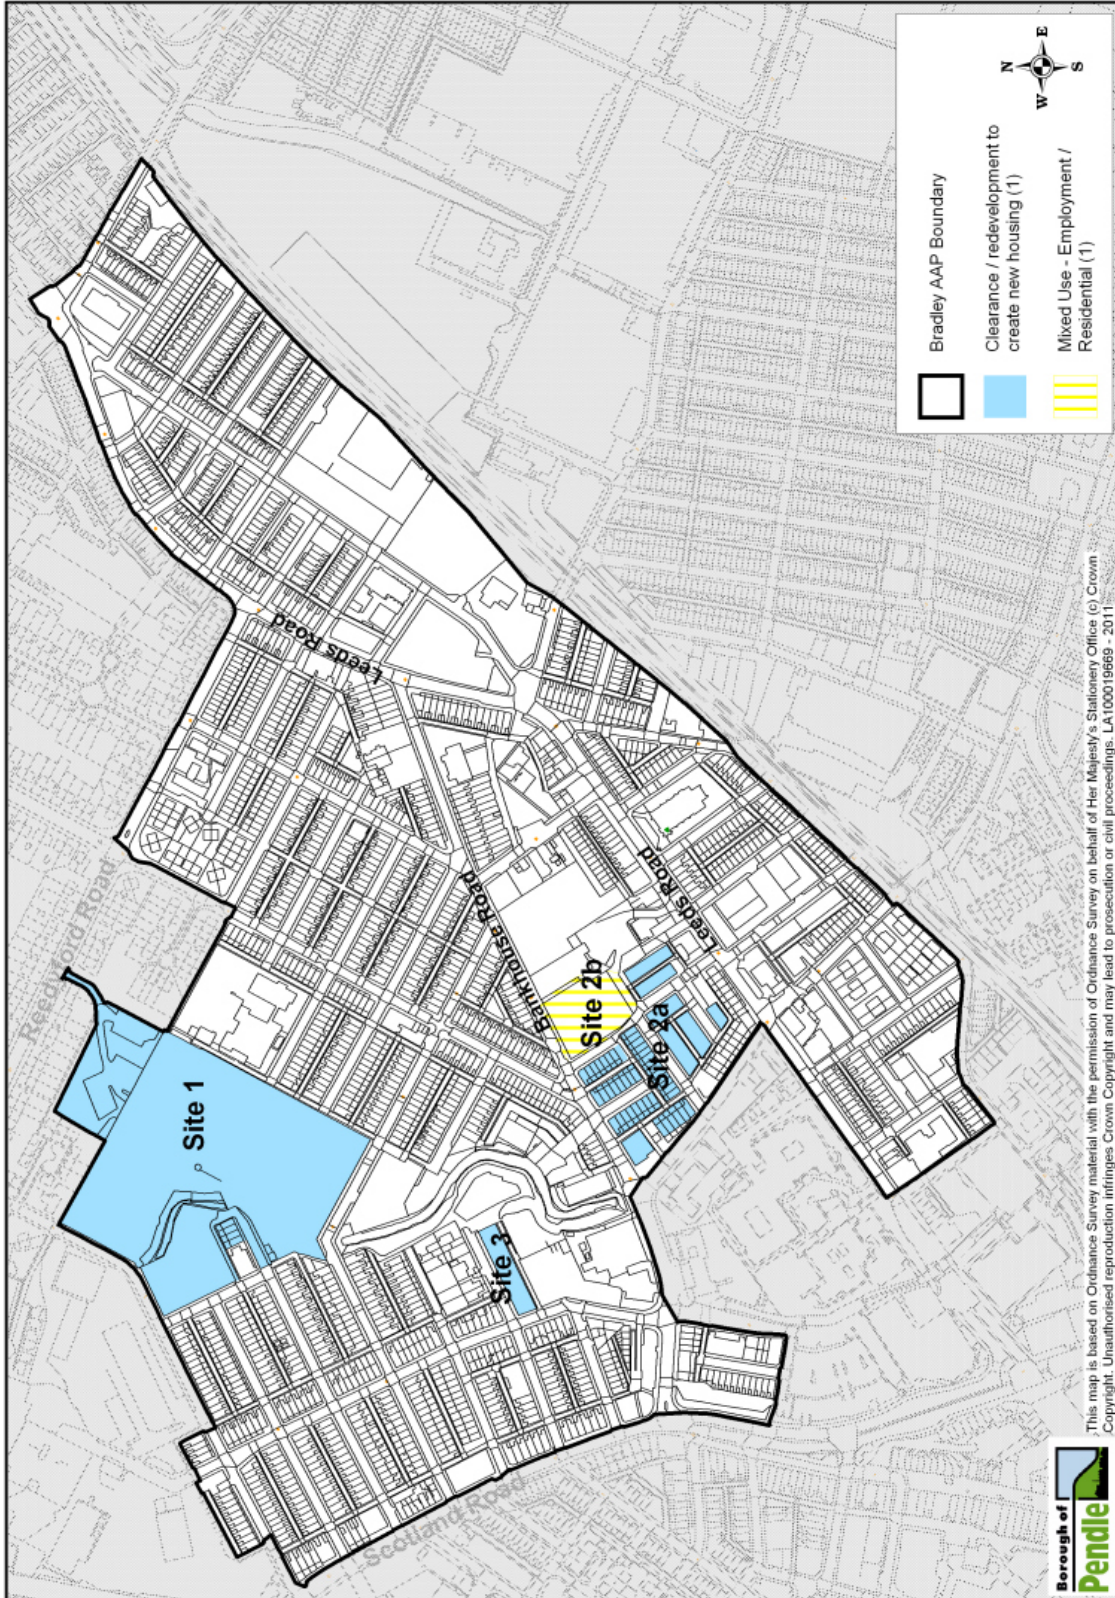 Reedyford Road
Scotland Road
Leeds Road
Bankhouse Road
Leeds Road
Site 1
Site 2b
Site 2a
Site 3
N
E
S
W
Bradley AAP Boundary
Clearance / redevelopment to
create new housing (1)
Mixed Use - Employment /
Residential (1)
Borough of
Pendle
This map is based on Ordnance Survey material with the permission of Ordnance Survey on behalf of Her Majesty's Stationery Office (c) Crown
Copyright. Unauthorised reproduction infringes Crown Copyright and may lead to prosecution or civil proceedings. LA100019669 - 2011.